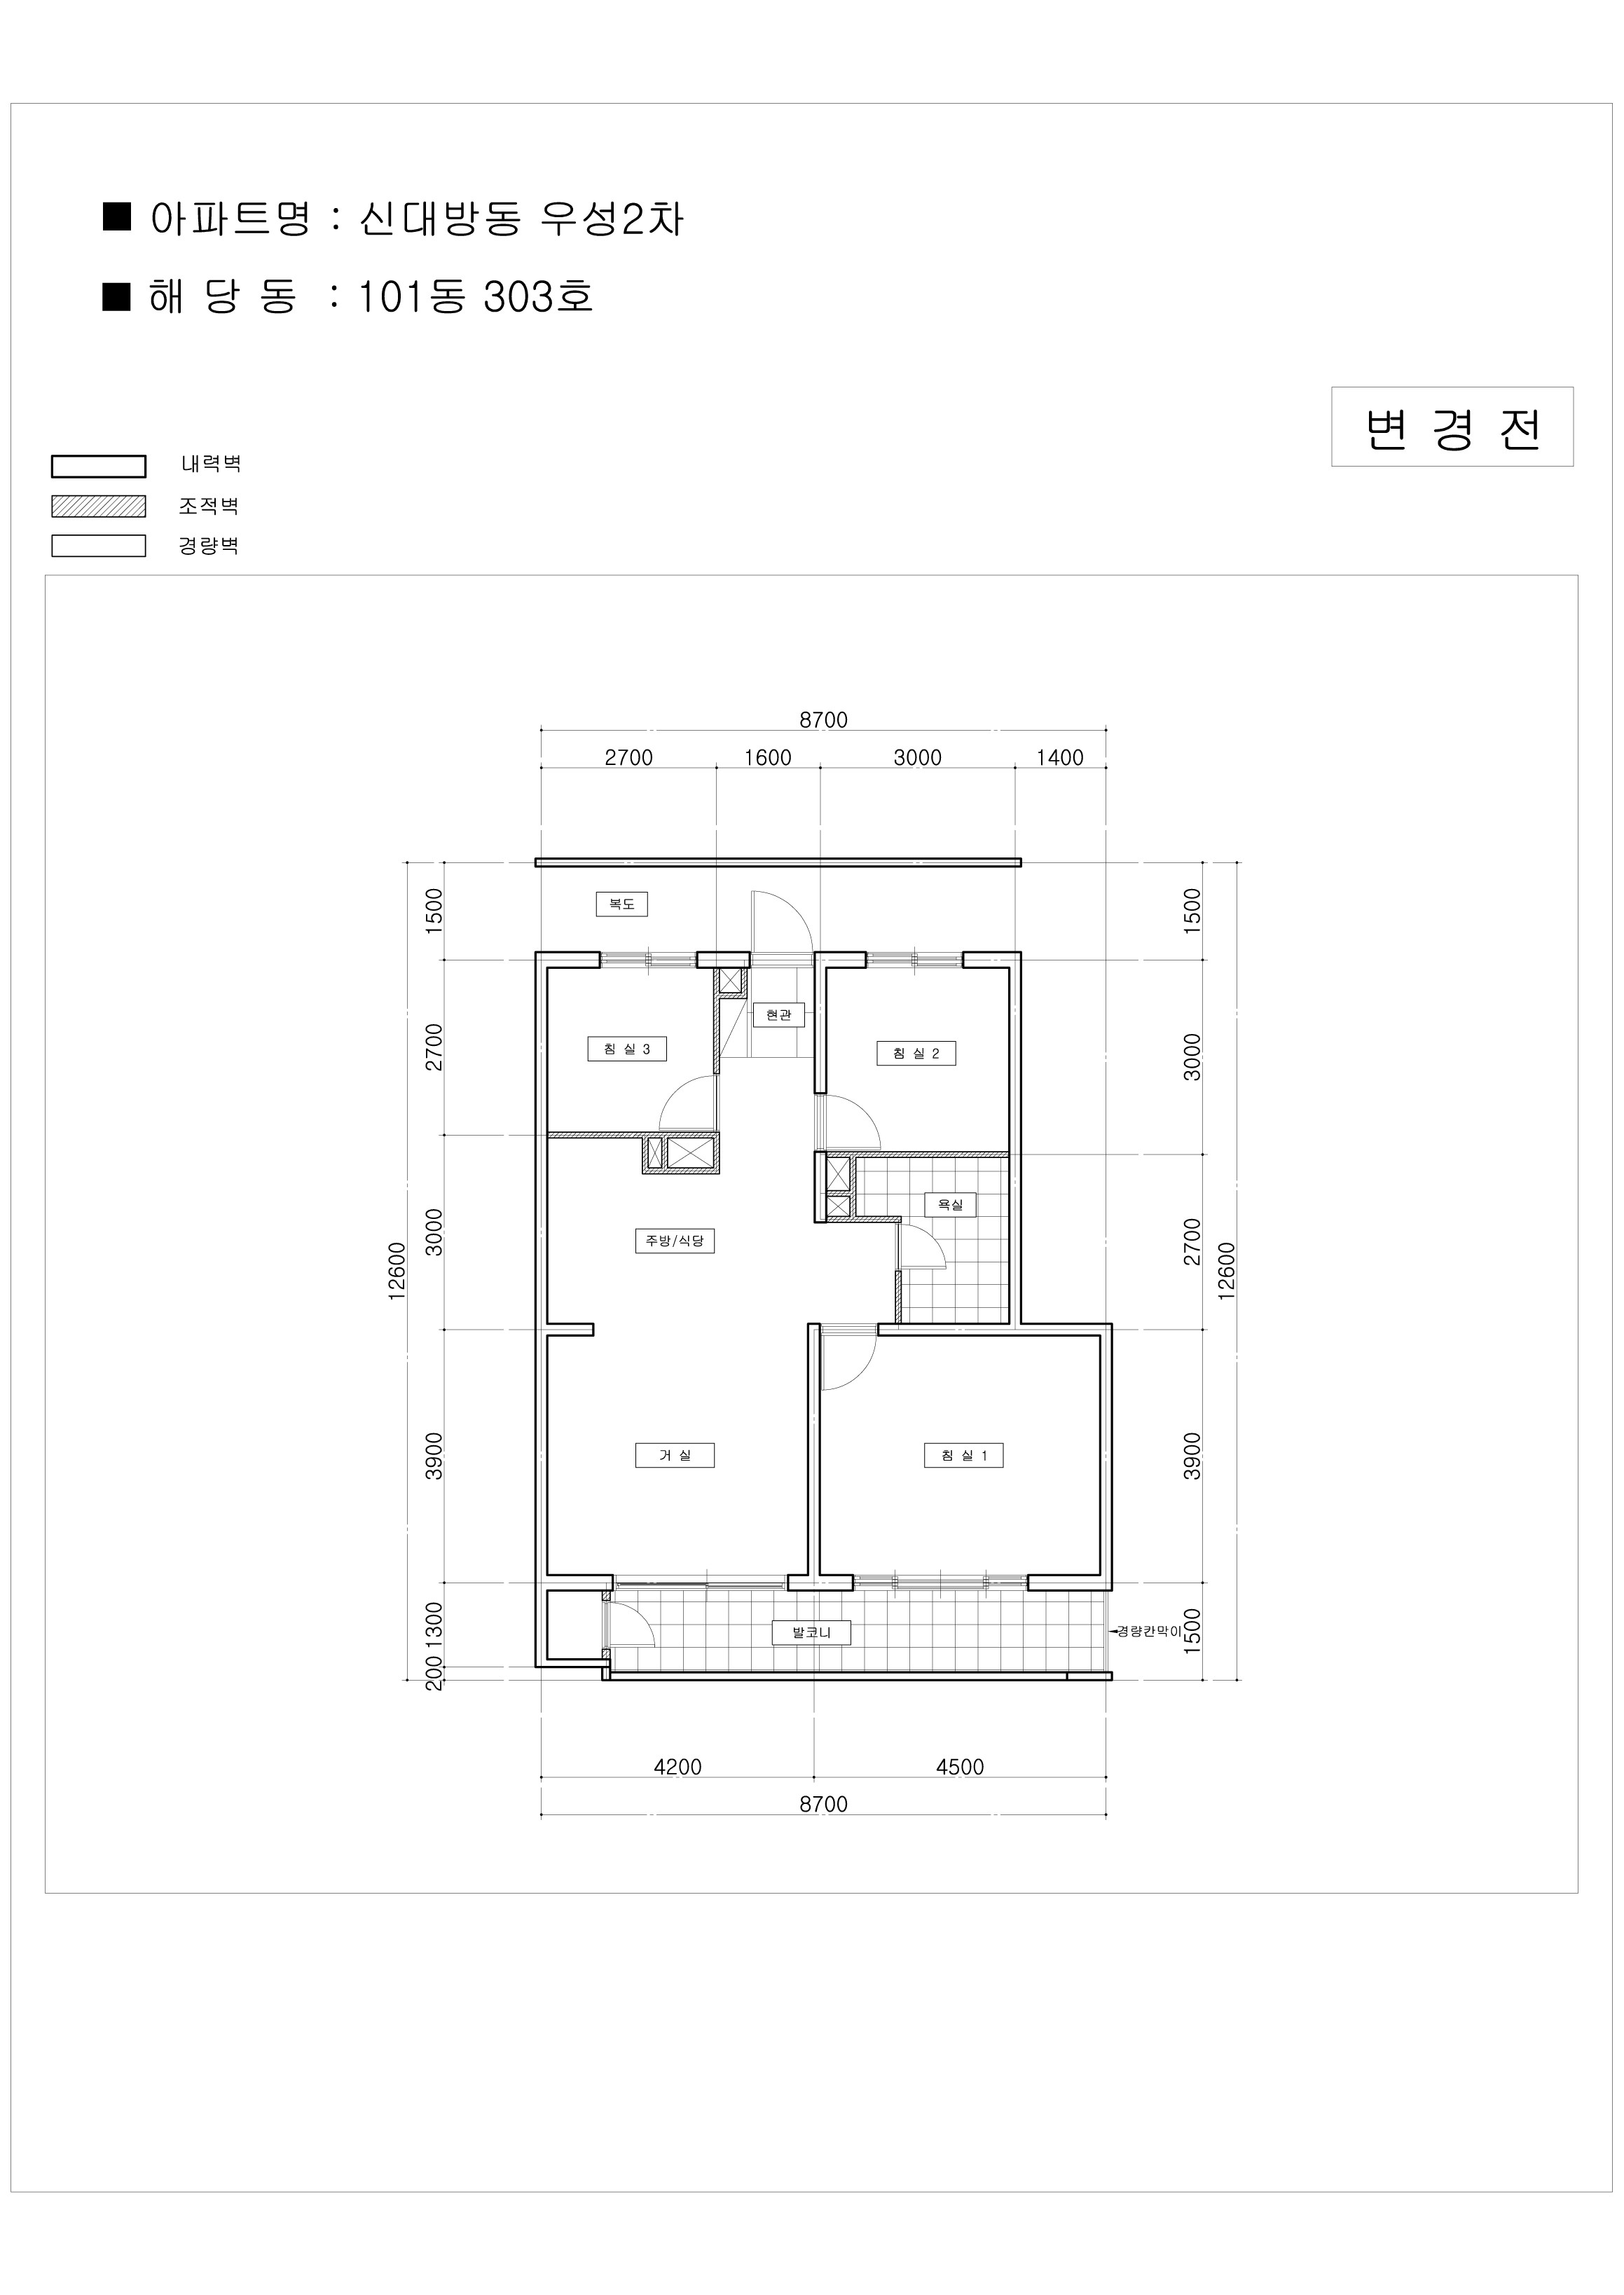 ■ 아파트명 : 신대방동 우성2차
■ 해 당 동 : 101동 303호
변 경 전
내력벽
조적벽
경량벽
8700
2700 1600 3000 1400
1500
복도
1500
현관
2700
침 실 3
침 실 2
3000
욕실
3000
주방/식당
2700
12600
12600
3900
거 실
침 실 1
3900
1300
발코니
경량칸막이
1500
200
4200 4500
8700